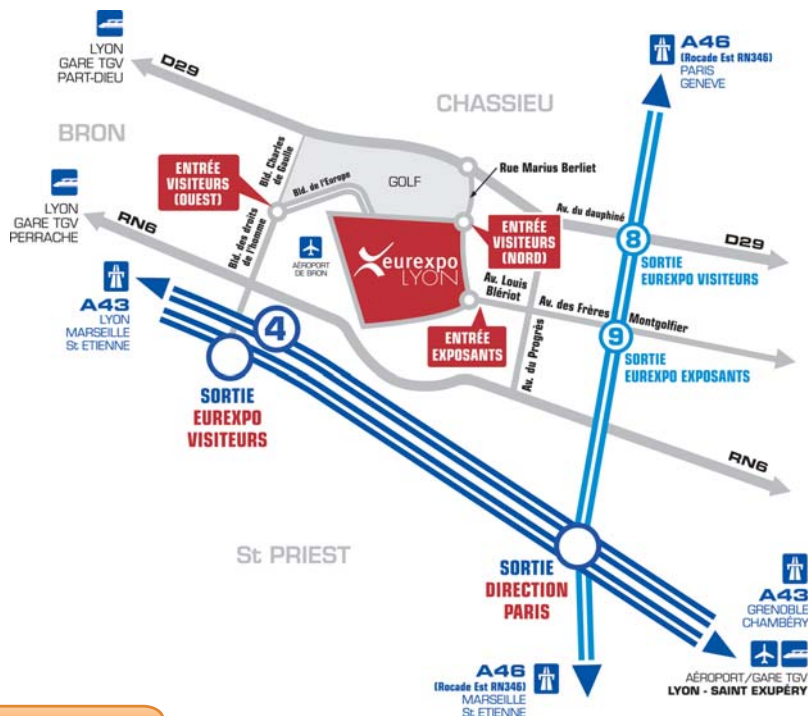 LYON
GARE TGV
PART-DIEU
D29
A46
(Rocade Est RN346)
PARIS
GENEVE
CHASSIEU
BRON
ENTRÉE
VISITEURS
(OUEST)
Bld. Charles
de Gaulle
Bld. de l'Europe
GOLF
Rue Marius Berliet
Av. du dauphiné
LYON
GARE TGV
PERRACHE
RN6
Bld. des droits
de l'homme
AÉROPORT
DE BRON
eurexpo
LYON
ENTRÉE
VISITEURS
(NORD)
8
D29
SORTIE
EUREXPO VISITEURS
A43
LYON
MARSEILLE
St ETIENNE
Av. Louis
Blériot
Av. des Frères
Montgolfier
ENTRÉE
EXPOSANTS
Av. du Progrès
9
SORTIE
EUREXPO EXPOSANTS
4
SORTIE
EUREXPO
VISITEURS
RN6
St PRIEST
SORTIE
DIRECTION
PARIS
A43
GRENOBLE
CHAMBÉRY
A46
(Rocade Est RN346)
MARSEILLE
St ETIENNE
AÉROPORT/GARE TGV
LYON - SAINT EXUPÉRY